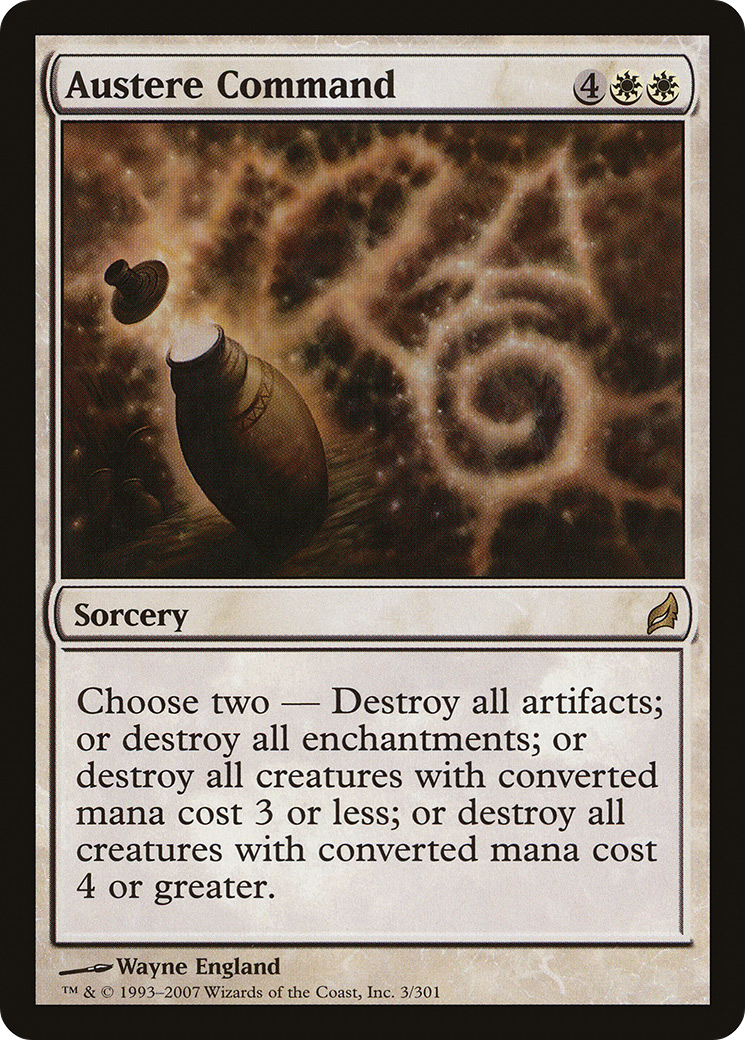 Austere Command 4
Sorcery
Choose two — Destroy all artifacts;
or destroy all enchantments; or
destroy all creatures with converted
mana cost 3 or less; or destroy all
creatures with converted mana cost
4 or greater.
Wayne England
™ & © 1993–2007 Wizards of the Coast, Inc. 3/301